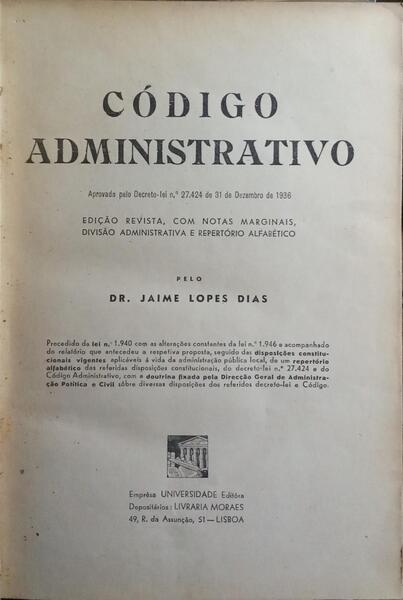 CÓDIGO
ADMINISTRATIVO
Aprovado pelo Decreto-lei n.º 27.424 de 31 de Dezembro de 1936
EDIÇÃO REVISTA, COM NOTAS MARGINAIS,
DIVISÃO ADMINISTRATIVA E REPERTÓRIO ALFABÉTICO
PELO
DR. JAIME LOPES DIAS
Precedido da lei n.º 1.940 com as alterações constantes da lei n.º 1.946 e acompanhado
do relatório que antecedeu a respetiva proposta, seguido das disposições constitu-
cionais vigentes aplicáveis á vida da administração pública local, de um repertório
alfabético das referidas disposições constitucionais, do decreto-lei n.º 27.424 e do
Código Administrativo, com a doutrina fixada pela Direcção Geral de Administra-
ção Política e Civil sôbre diversas disposições dos referidos decreto-lei e Código.
Emprêsa UNIVERSIDADE Editôra
Depositários: LIVRARIA MORAES
49, R. da Assunção, 51 — LISBOA